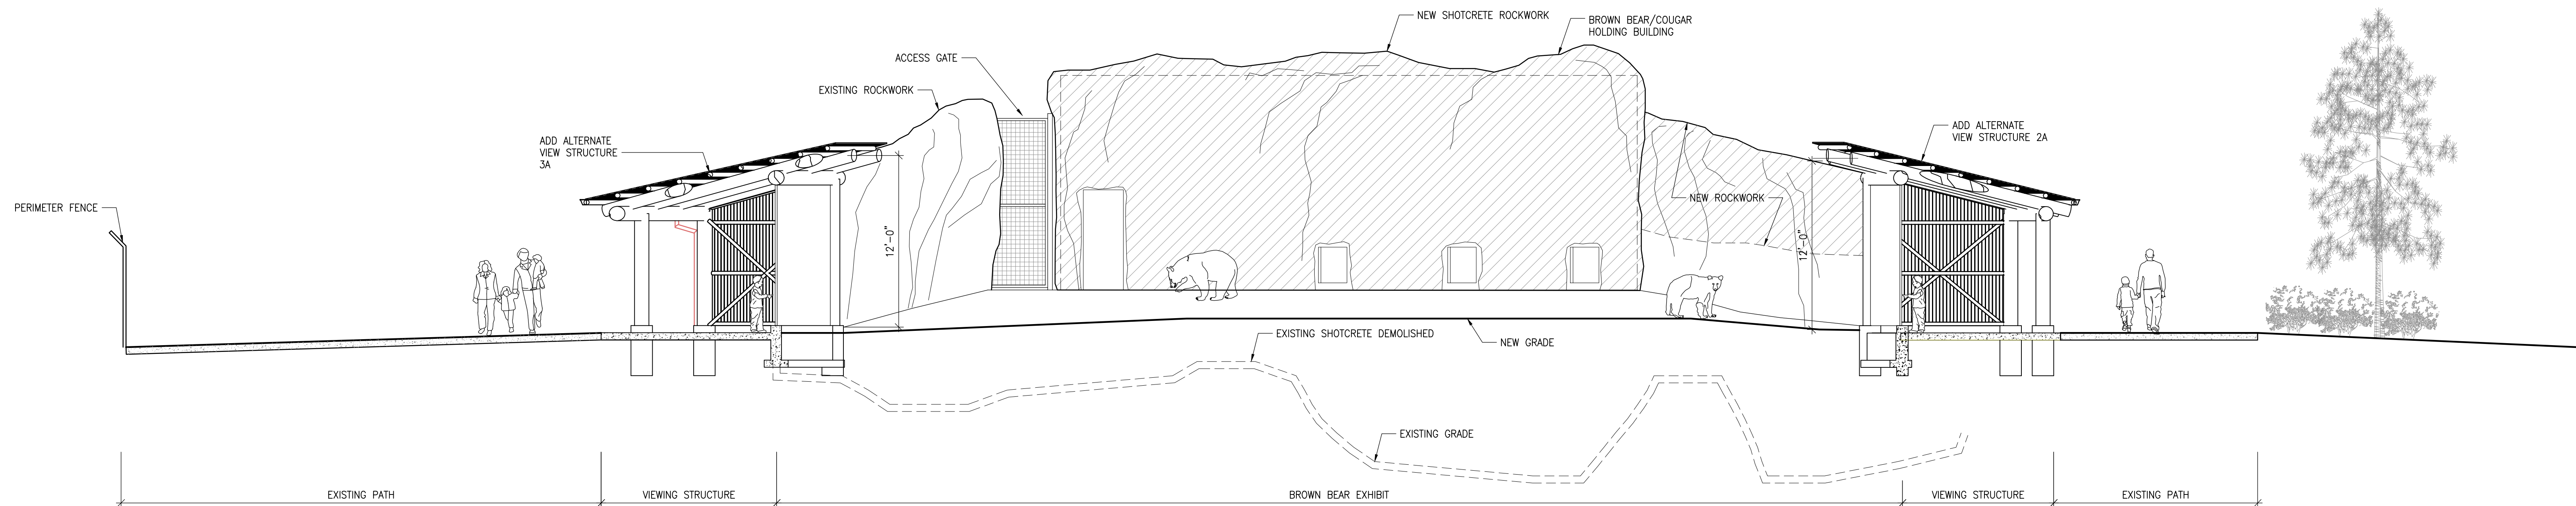 NEW SHOTCRETE ROCKWORK
BROWN BEAR/COUGAR
HOLDING BUILDING
ACCESS GATE
EXISTING ROCKWORK
ADD ALTERNATE
VIEW STRUCTURE
3A
ADD ALTERNATE
VIEW STRUCTURE 2A
PERIMETER FENCE
NEW ROCKWORK
12'-0"
12'-0"
EXISTING SHOTCRETE DEMOLISHED
NEW GRADE
EXISTING GRADE
EXISTING PATH
VIEWING STRUCTURE
BROWN BEAR EXHIBIT
VIEWING STRUCTURE
EXISTING PATH